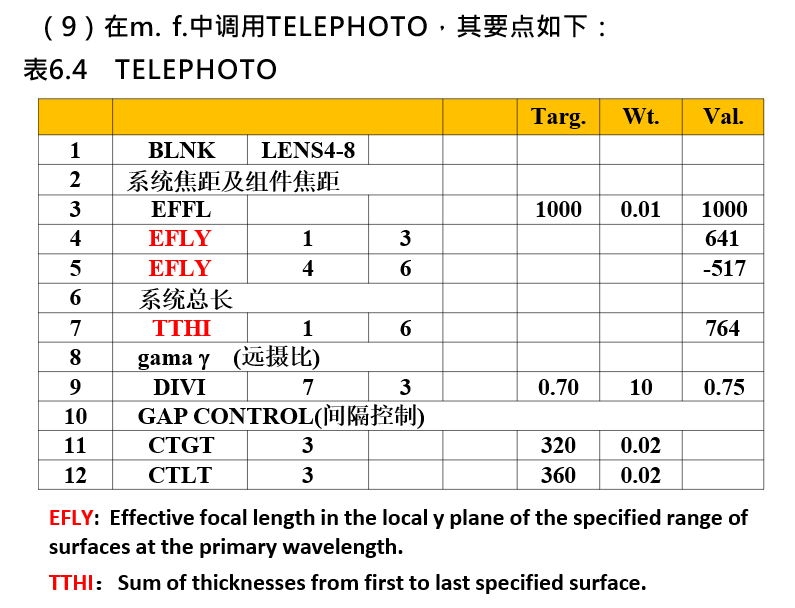 （9）在m. f.中调用TELEPHOTO，其要点如下：
表6.4 TELEPHOTO
Targ. Wt. Val.
1 BLNK LENS4-8
2 系统焦距及组件焦距
3 EFFL 1000 0.01 1000
4 EFLY 1 3 641
5 EFLY 4 6 -517
6 系统总长
7 TTHI 1 6 764
8 gama γ (远摄比)
9 DIVI 7 3 0.70 10 0.75
10 GAP CONTROL(间隔控制)
11 CTGT 3 320 0.02
12 CTLT 3 360 0.02
EFLY: Effective focal length in the local y plane of the specified range of
surfaces at the primary wavelength.
TTHI： Sum of thicknesses from first to last specified surface.